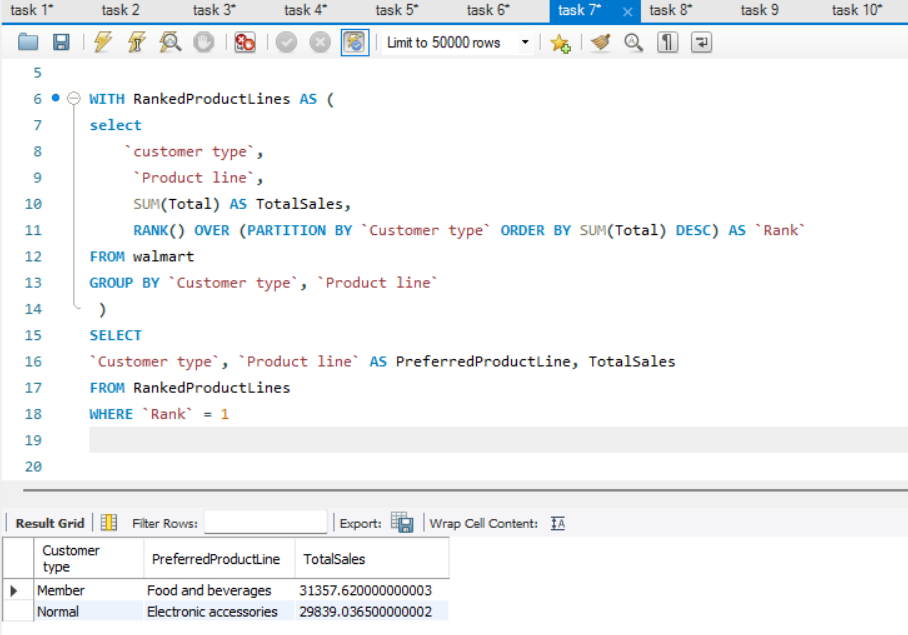 task 1* task 2 task 3* task 4* task 5* task 6* task 7* × task 8* task 9 task 10*
Limit to 50000 rows
5
6 WITH RankedProductLines AS (
7 select
8 `customer type`,
9 `Product line`,
10 SUM(Total) AS TotalSales,
11 RANK() OVER (PARTITION BY `Customer type` ORDER BY SUM(Total) DESC) AS `Rank`
12 FROM walmart
13 GROUP BY `Customer type`, `Product line`
14 )
15 SELECT
16 `Customer type`, `Product line` AS PreferredProductLine, TotalSales
17 FROM RankedProductLines
18 WHERE `Rank` = 1
19
20
Result Grid Filter Rows: Export: Wrap Cell Content: IA
Customer
type PreferredProductLine TotalSales
Member Food and beverages 31357.620000000003
Normal Electronic accessories 29839.036500000002